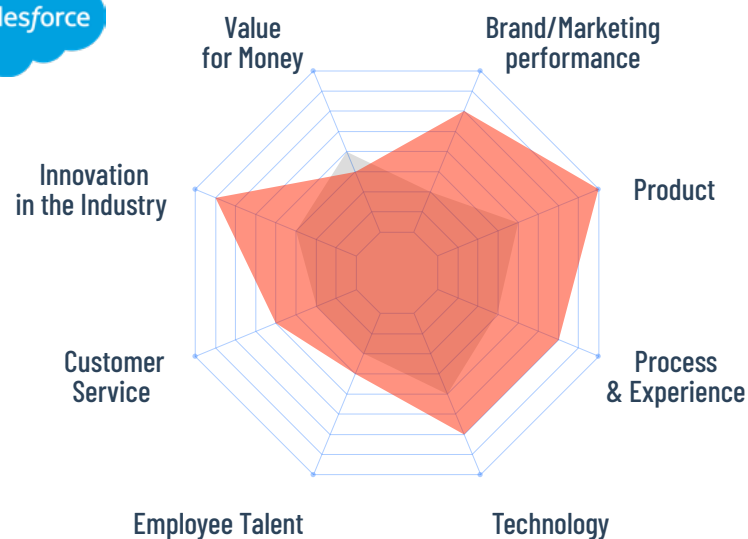 lesforce
Value
for Money
Brand/Marketing
performance
Innovation
in the Industry
Product
Customer
Service
Process
& Experience
Employee Talent
Technology